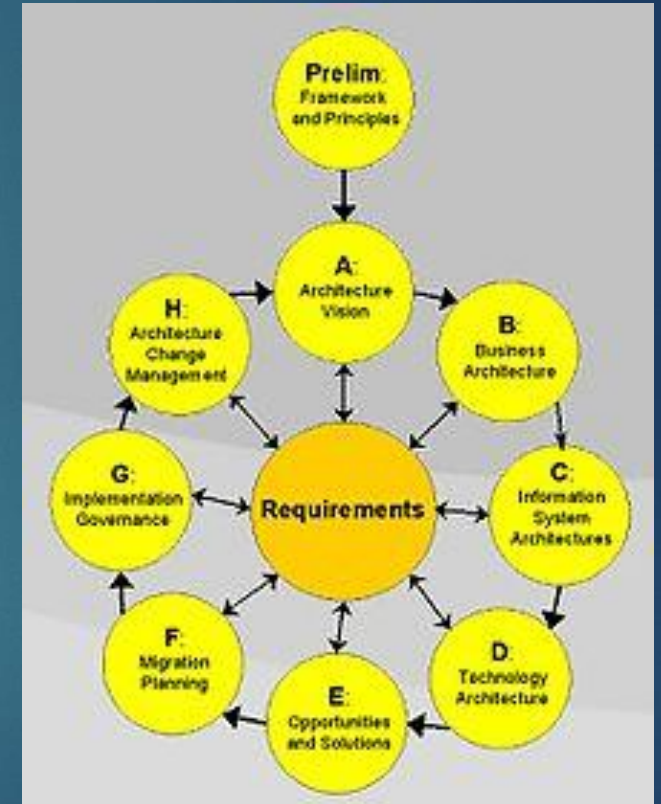 Prelim:
Framework
and Principles
A:
Architecture
Vision
B:
Business
Architecture
C:
Information
System
Architectures
D:
Technology
Architecture
E:
Opportunities
and Solutions
F:
Migration
Planning
G:
Implementation
Governance
H:
Architecture
Change
Management
Requirements